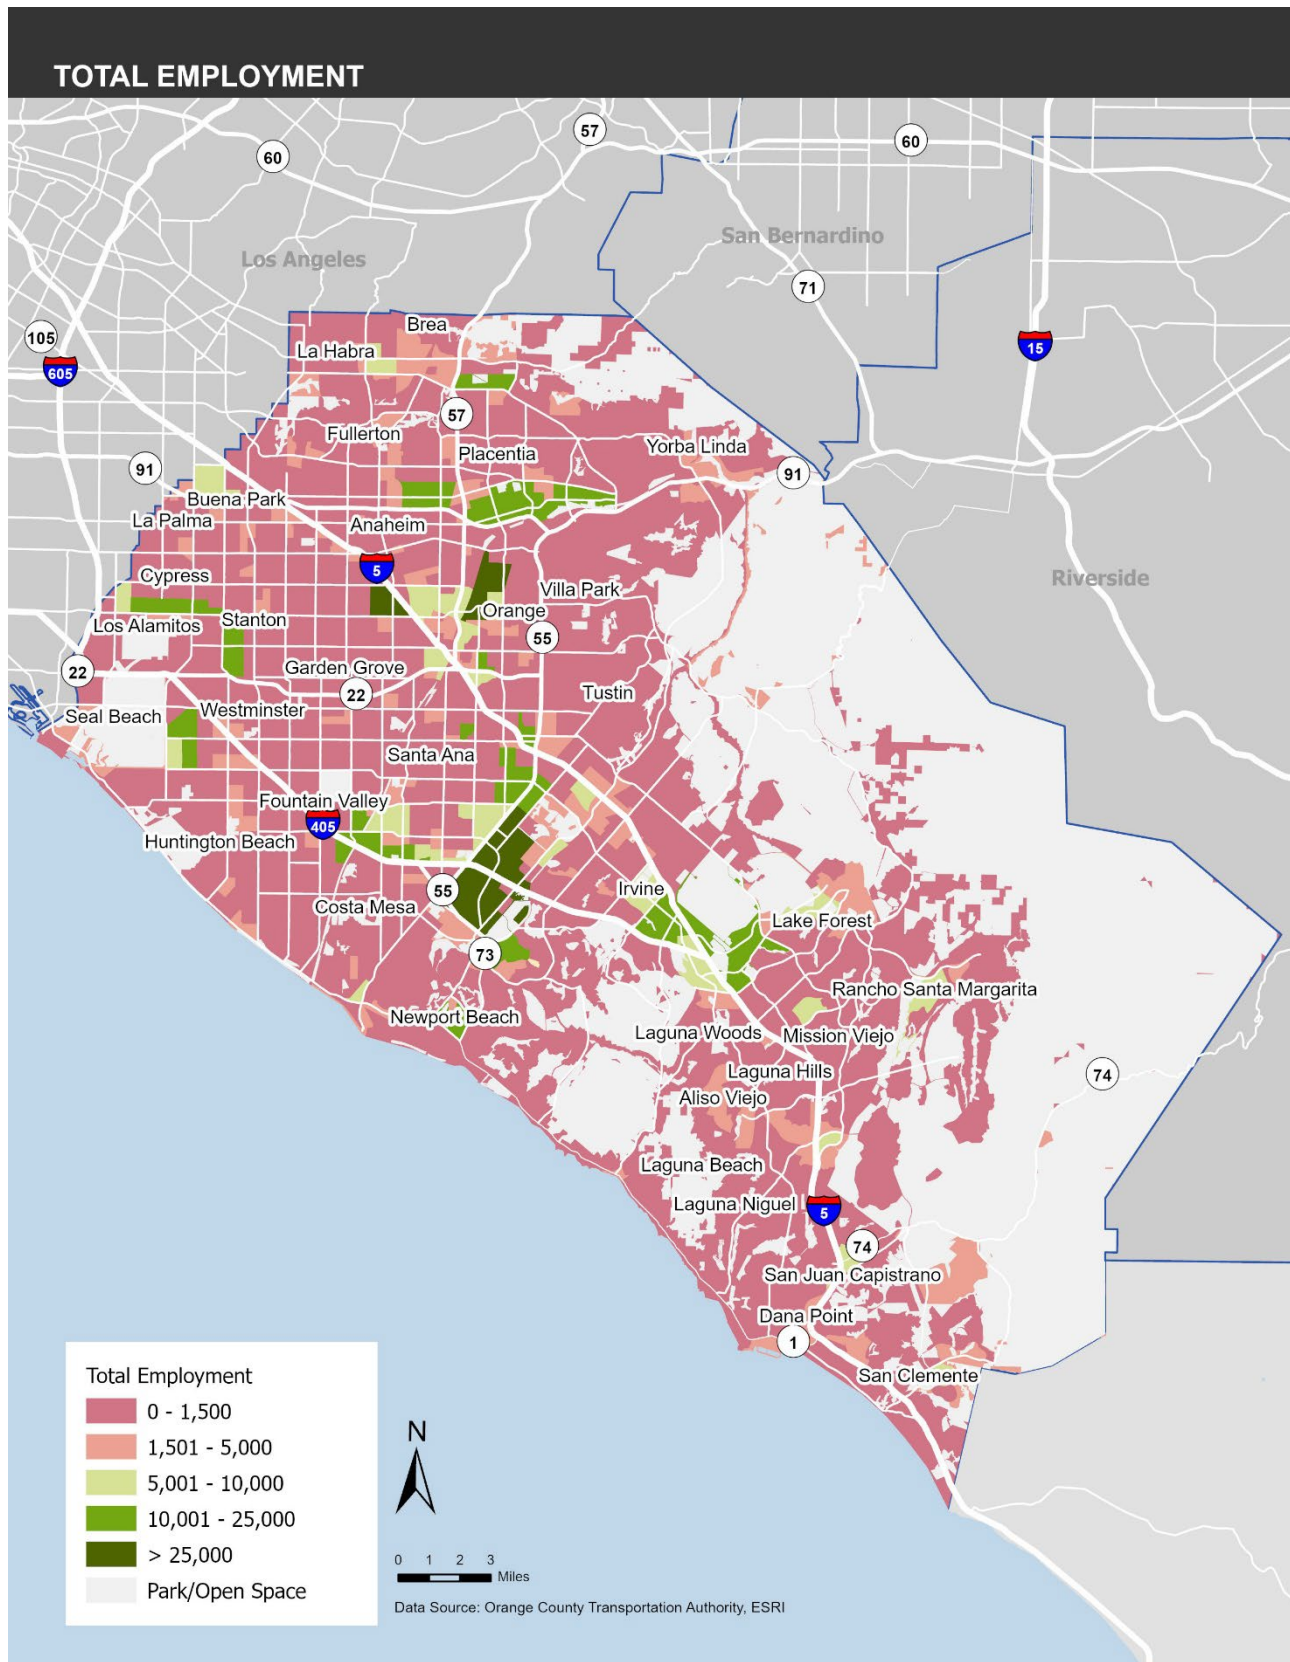 TOTAL EMPLOYMENT
57
60
60
San Bernardino
Los Angeles
71
105
605
15
Brea
La Habra
57
Fullerton
Placentia
Yorba Linda
91
91
Buena Park
La Palma
Anaheim
5
Cypress
Riverside
Villa Park
Orange
Los Alamitos
Stanton
55
22
Garden Grove
22
Tustin
Seal Beach
Westminster
Santa Ana
Fountain Valley
405
Huntington Beach
55
Irvine
Costa Mesa
Lake Forest
73
Rancho Santa Margarita
Newport Beach
Laguna Woods
Mission Viejo
Laguna Hills
74
Aliso Viejo
Laguna Beach
Laguna Niguel
5
74
San Juan Capistrano
Dana Point
1
San Clemente
Total Employment
0 - 1,500
1,501 - 5,000
5,001 - 10,000
10,001 - 25,000
> 25,000
Park/Open Space
N
0 1 2 3
Miles
Data Source: Orange County Transportation Authority, ESRI